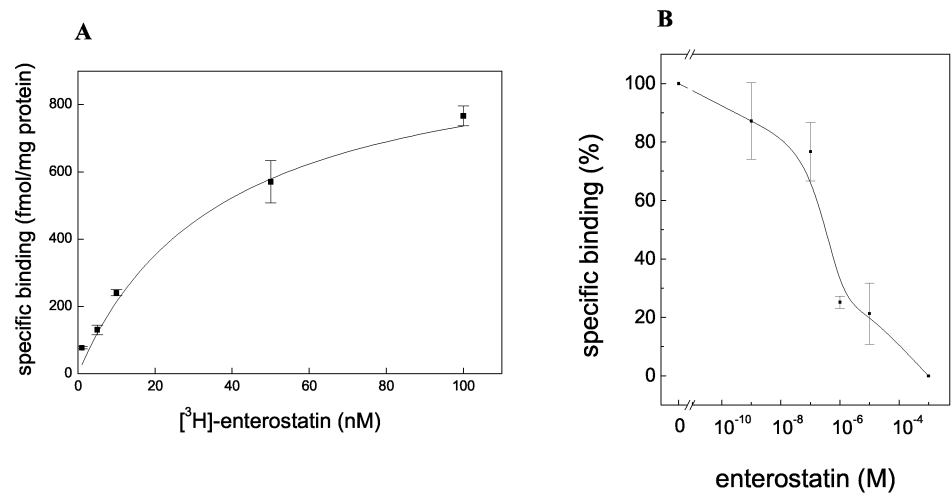 A
specific binding (fmol/mg protein)
800
600
400
200
0
0 20 40 60 80 100
[³H]-enterostatin (nM)
B
specific binding (%)
100
80
60
40
20
0
0 10⁻¹⁰ 10⁻⁸ 10⁻⁶ 10⁻⁴
enterostatin (M)